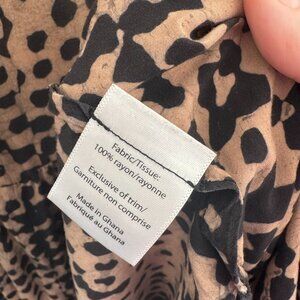 Fabric/Tissue:
100% rayon/rayonne
Exclusive of trim/
Garniture non comprise
Made in Ghana
Fabriqué au Ghana